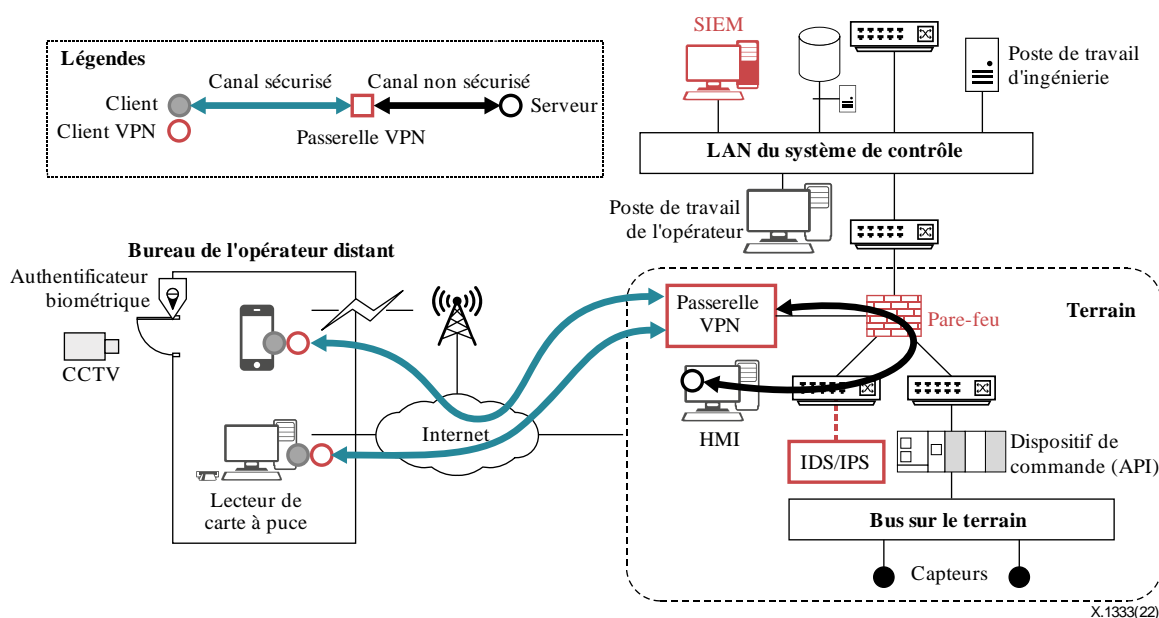 Légendes
Canal sécurisé
Canal non sécurisé
Client
Serveur
Client VPN
Passerelle VPN
SIEM
Poste de travail
d'ingénierie
LAN du système de contrôle
Poste de travail
de l'opérateur
Bureau de l'opérateur distant
Authentificateur
biométrique
CCTV
Internet
Lecteur de
carte à puce
Passerelle
VPN
Pare-feu
Terrain
HMI
IDS/IPS
Dispositif de
commande (API)
Bus sur le terrain
Capteurs
X.1333(22)